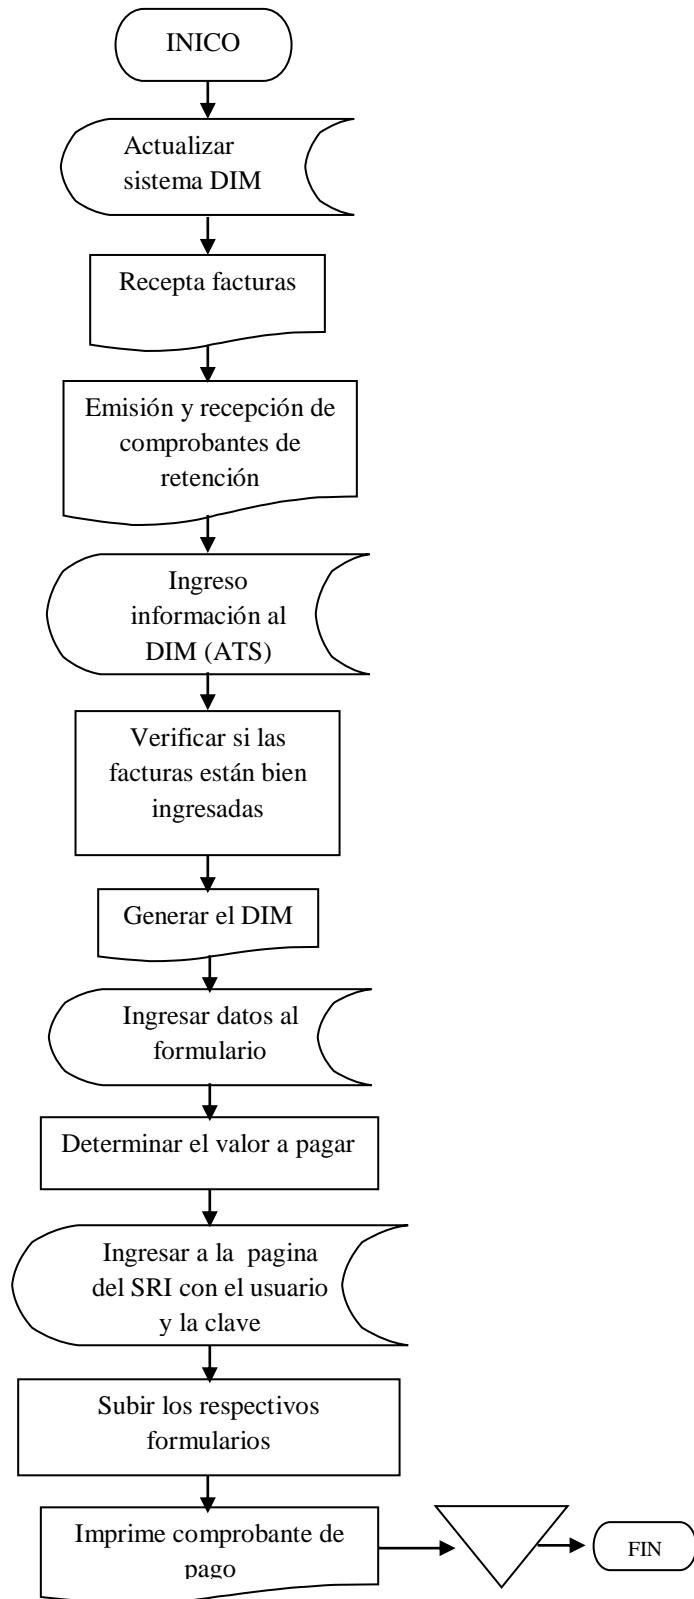 INICO
Actualizar
sistema DIM
Recepta facturas
Emisión y recepción de
comprobantes de
retención
Ingreso
información al
DIM (ATS)
Verificar si las
facturas están bien
ingresadas
Generar el DIM
Ingresar datos al
formulario
Determinar el valor a pagar
Ingresar a la pagina
del SRI con el usuario
y la clave
Subir los respectivos
formularios
Imprime comprobante de
pago
FIN